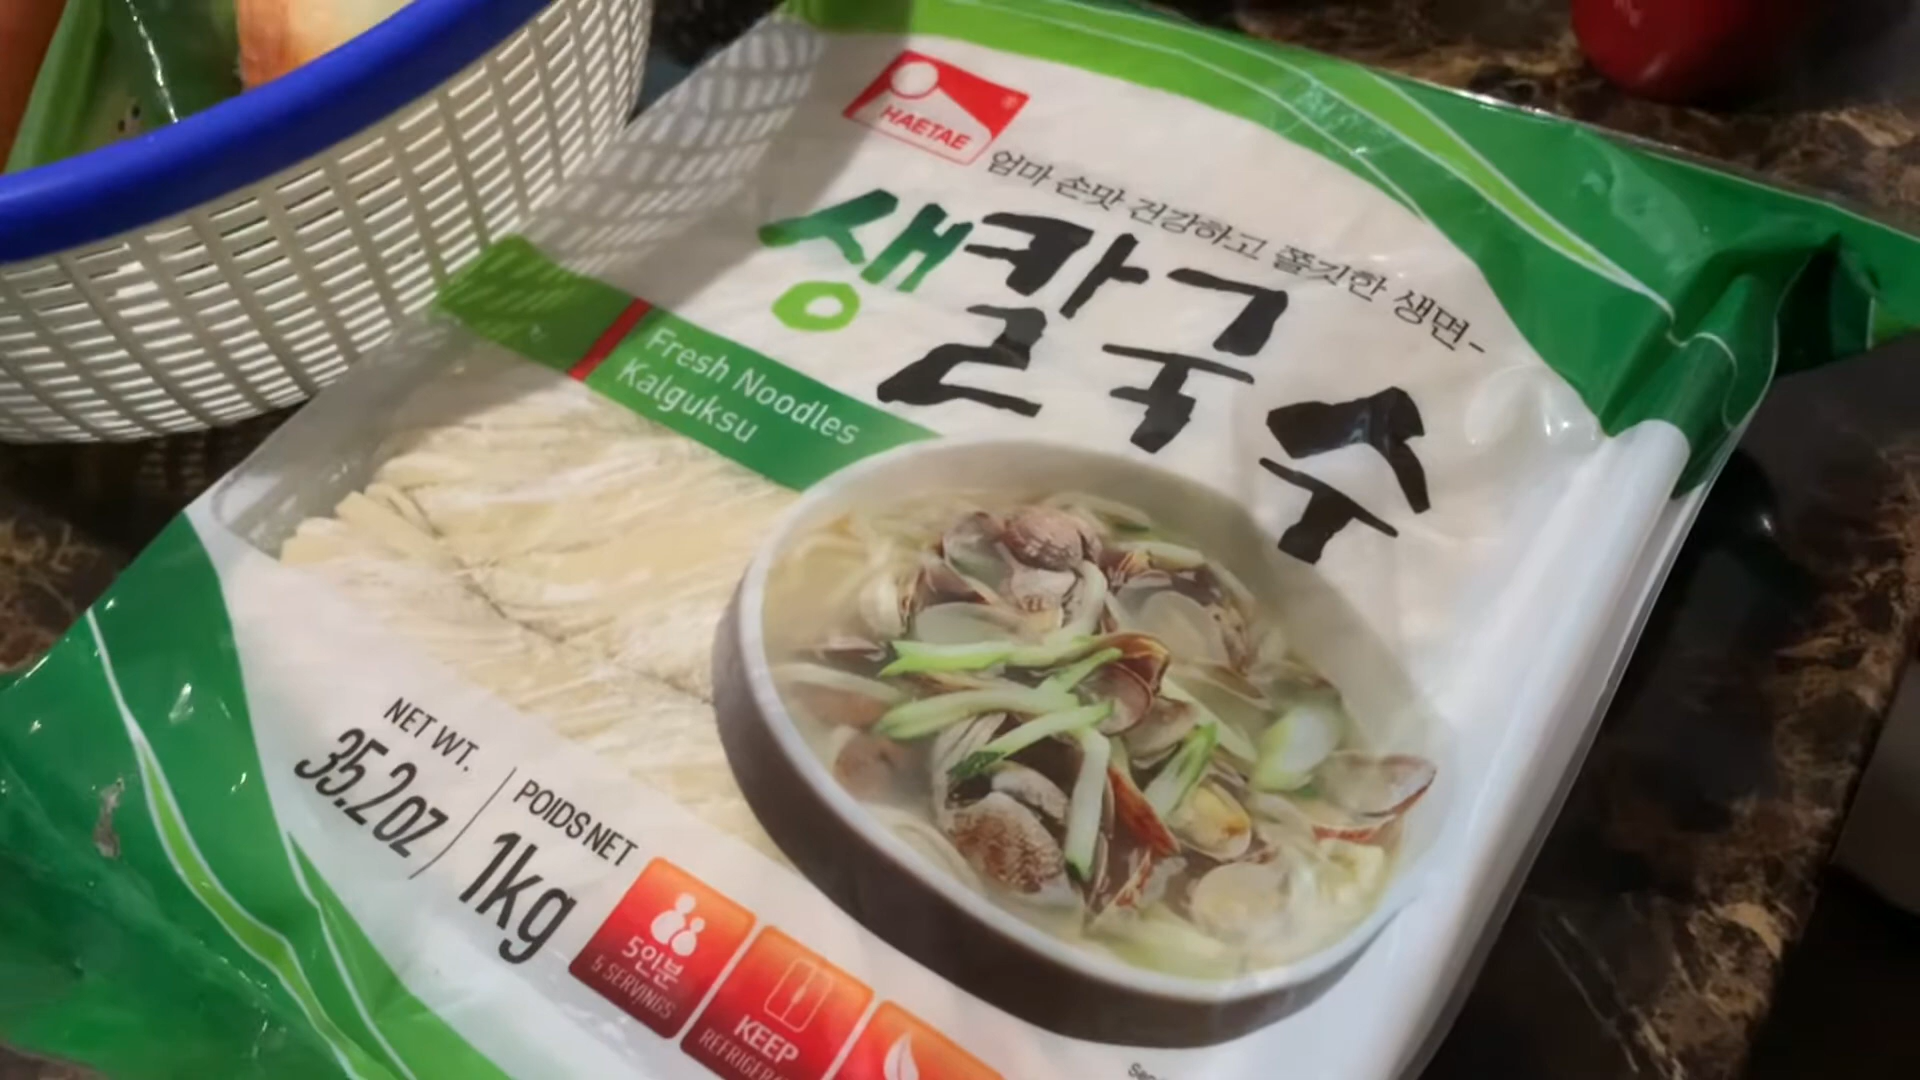 HAETAE
엄마 손맛 건강하고 쫄깃한 생면-
생칼국수
Fresh Noodles
Kalguksu
NET WT.
35.2oz
POIDS NET
1kg
5인분
5 SERVINGS
KEEP